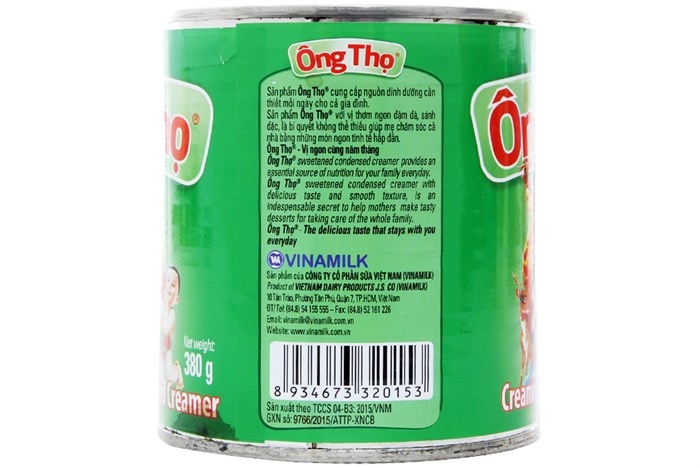 Ông Thọ®
Sản phẩm Ông Thọ® cung cấp nguồn dinh dưỡng cần
thiết mỗi ngày cho cả gia đình.
Sản phẩm Ông Thọ® với vị thơm ngon đậm đà, sánh
đặc, là bí quyết không thể thiếu giúp mẹ chăm sóc cả
nhà bằng những món ngon tinh tế hấp dẫn.
Ông Thọ® - Vị ngon cùng năm tháng
Ông Thọ® sweetened condensed creamer provides an
essential source of nutrition for your family everyday.
Ông Thọ® sweetened condensed creamer with
delicious taste and smooth texture, is an
indespensable secret to help mothers make tasty
desserts for taking care of the whole family.
Ông Thọ® - The delicious taste that stays with you
everyday
VINAMILK
Sản phẩm của CÔNG TY CỔ PHẦN SỮA VIỆT NAM (VINAMILK)
Product of VIETNAM DAIRY PRODUCTS J.S. CO (VINAMILK)
10 Tân Trào, Phường Tân Phú, Quận 7, TP.HCM, Việt Nam
ĐT/Tel: (84.8) 54 155 555 – Fax: (84.8) 52 161 226
Email: vinamilk@vinamilk.com.vn
Website: www.vinamilk.com.vn
8 934673 320153
Sản xuất theo TCCS 04-B3: 2015/VNM
GXN số: 9766/2015/ATTP-XNCB
Thọ®
Net weight:
380 g
Creamer
Ông
Creame